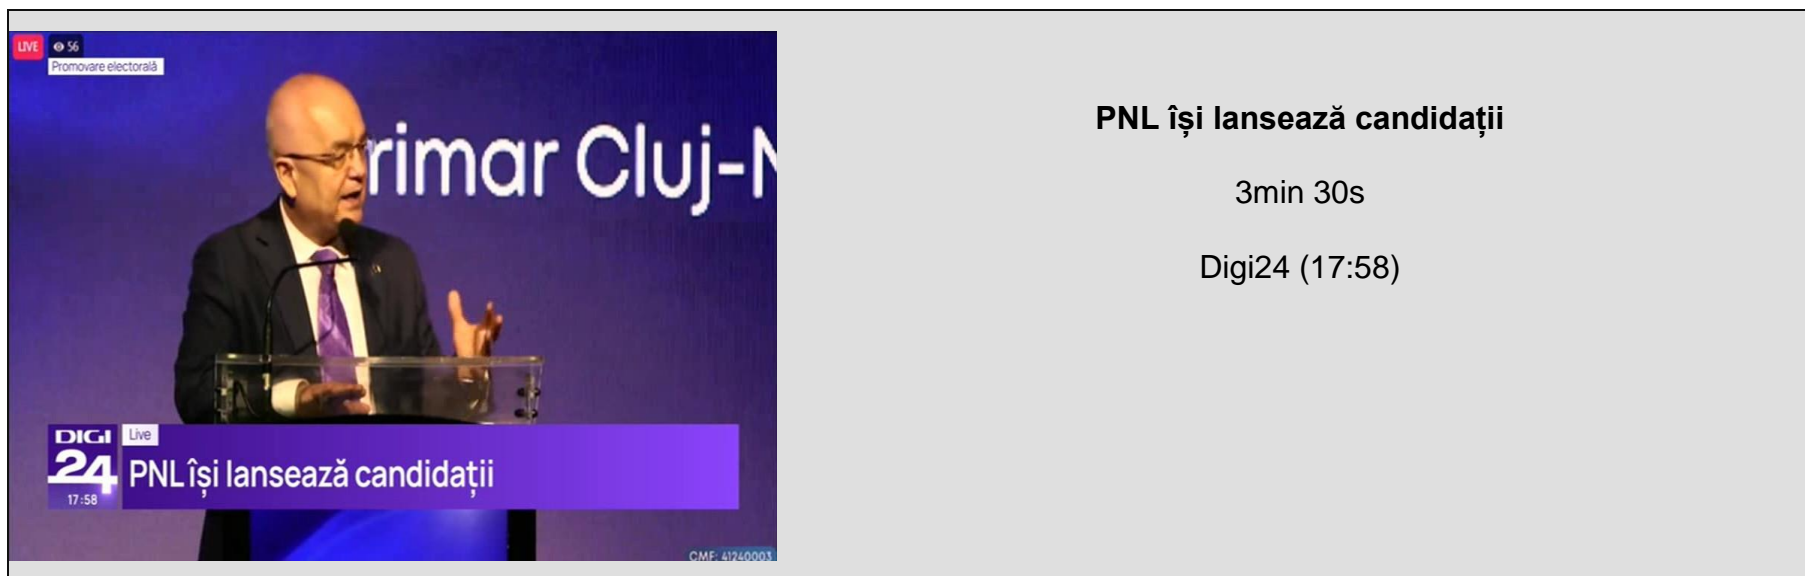 LIVE 56
Promovare electorală
rimar Cluj-N
DIGI
24
17:58
Live
PNL își lansează candidații
CMF: 41240003
PNL își lansează candidații
3min 30s
Digi24 (17:58)